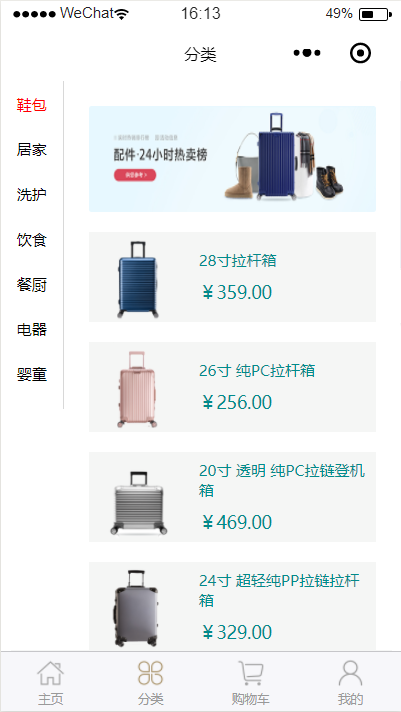 WeChat 16:13 49%
分类
鞋包
居家
洗护
饮食
餐厨
电器
婴童
配件·24小时热卖榜
28寸拉杆箱
￥359.00
26寸 纯PC拉杆箱
￥256.00
20寸 透明 纯PC拉链登机
箱
￥469.00
24寸 超轻纯PP拉链拉杆
箱
￥329.00
主页 分类 购物车 我的